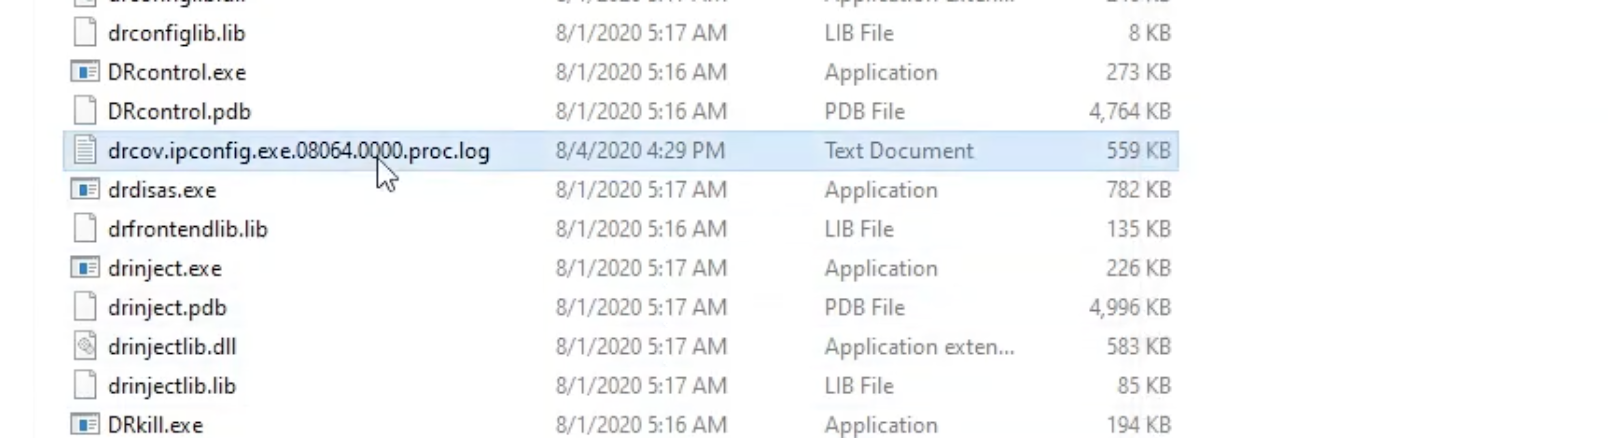 drconfiglib.lib 8/1/2020 5:17 AM LIB File 8 KB
DRcontrol.exe 8/1/2020 5:16 AM Application 273 KB
DRcontrol.pdb 8/1/2020 5:16 AM PDB File 4,764 KB
drcov.ipconfig.exe.08064.0000.proc.log 8/4/2020 4:29 PM Text Document 559 KB
drdisas.exe 8/1/2020 5:17 AM Application 782 KB
drfrontendlib.lib 8/1/2020 5:16 AM LIB File 135 KB
drinject.exe 8/1/2020 5:17 AM Application 226 KB
drinject.pdb 8/1/2020 5:17 AM PDB File 4,996 KB
drinjectlib.dll 8/1/2020 5:17 AM Application exten... 583 KB
drinjectlib.lib 8/1/2020 5:17 AM LIB File 85 KB
DRkill.exe 8/1/2020 5:16 AM Application 194 KB